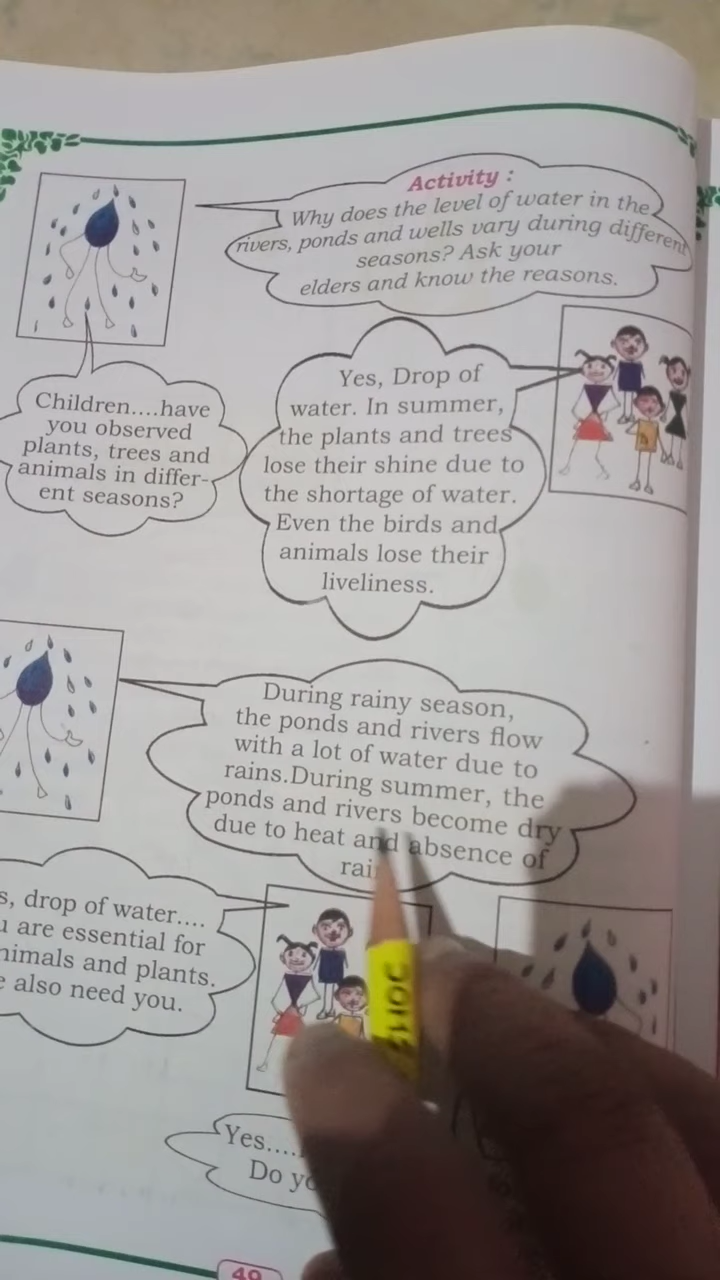 Activity :
Why does the level of water in the
rivers, ponds and wells vary during different
seasons? Ask your
elders and know the reasons.
Children....have
you observed
plants, trees and
animals in differ-
ent seasons?
Yes, Drop of
water. In summer,
the plants and trees
lose their shine due to
the shortage of water.
Even the birds and
animals lose their
liveliness.
During rainy season,
the ponds and rivers flow
with a lot of water due to
rains.During summer, the
ponds and rivers become dry
due to heat and absence of
drop of water....
are essential for
and plants.
also need you.
Yes....
Do
49